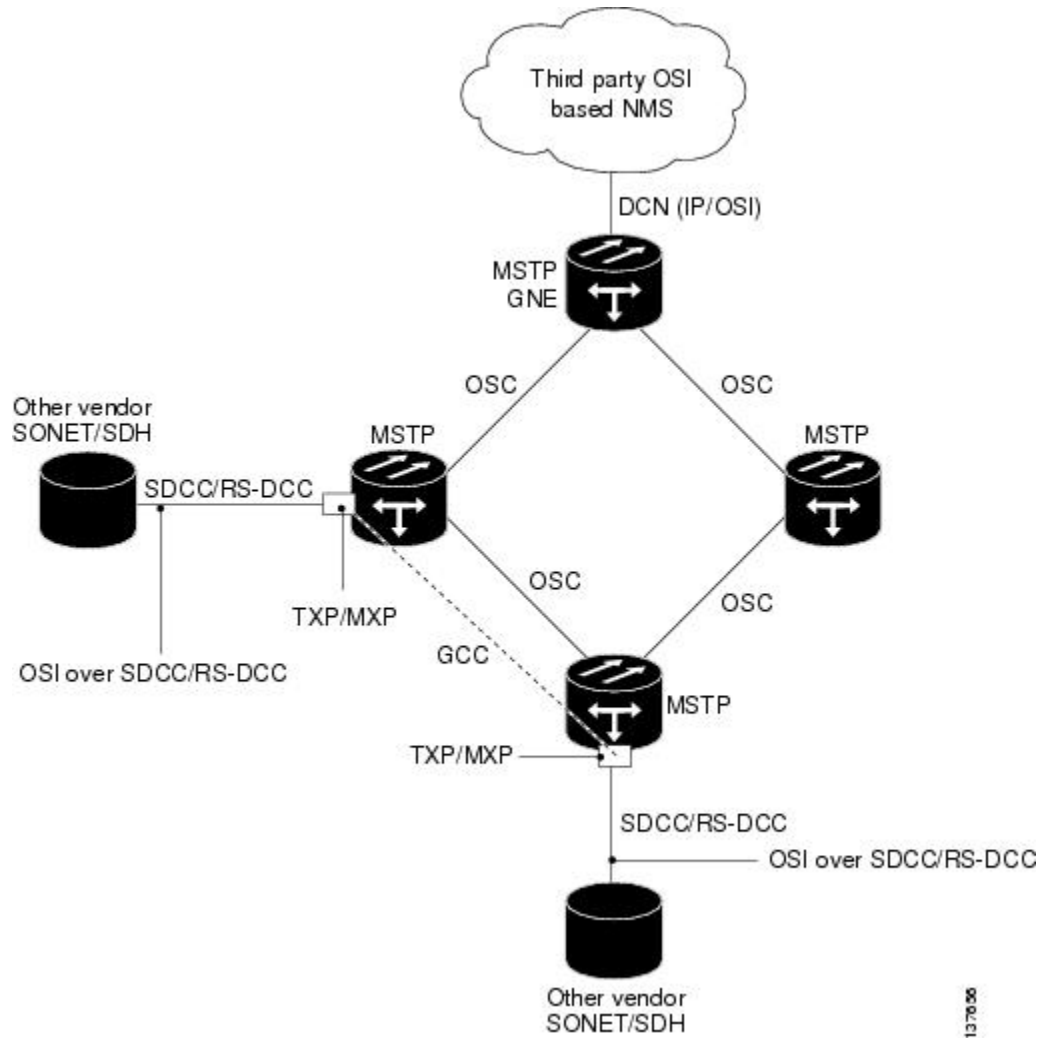 Third party OSI
based NMS
DCN (IP/OSI)
MSTP
GNE
OSC
OSC
Other vendor
SONET/SDH
MSTP
MSTP
SDCC/RS-DCC
OSC
OSC
TXP/MXP
GCC
OSI over SDCC/RS-DCC
MSTP
TXP/MXP
SDCC/RS-DCC
OSI over SDCC/RS-DCC
Other vendor
SONET/SDH
137656